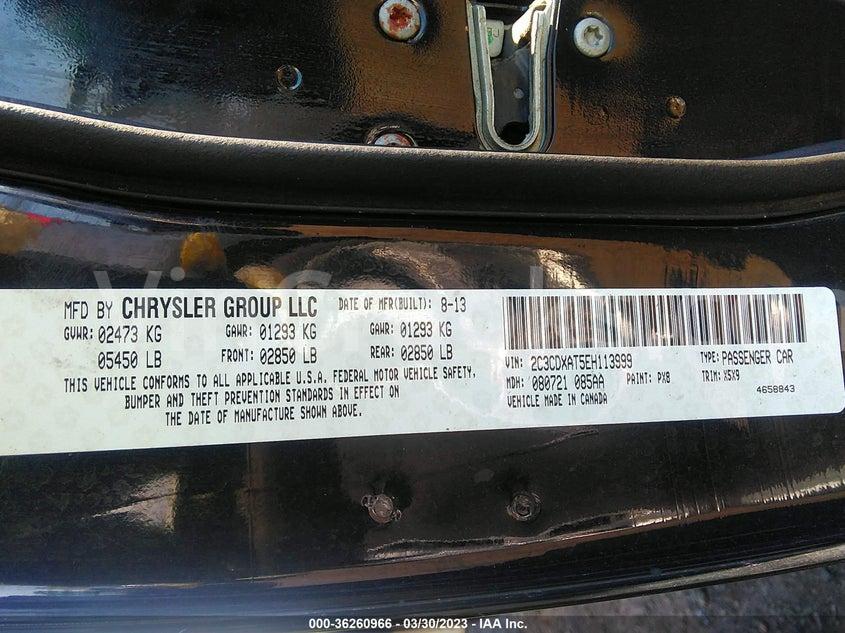 MFD BY CHRYSLER GROUP LLC DATE OF MFR(BUILT): 8-13
GVWR: 02473 KG GAWR: 01293 KG GAWR: 01293 KG
05450 LB FRONT: 02850 LB REAR: 02850 LB
THIS VEHICLE CONFORMS TO ALL APPLICABLE U.S.A. FEDERAL MOTOR VEHICLE SAFETY,
BUMPER AND THEFT PREVENTION STANDARDS IN EFFECT ON
THE DATE OF MANUFACTURE SHOWN ABOVE.
VIN: 2C3CDXAT5EH113999 TYPE: PASSENGER CAR
MDH: 080721 085AA PAINT: PX8 TRIM: X5X9
VEHICLE MADE IN CANADA 4658843
000-36260966 - 03/30/2023 - IAA Inc.